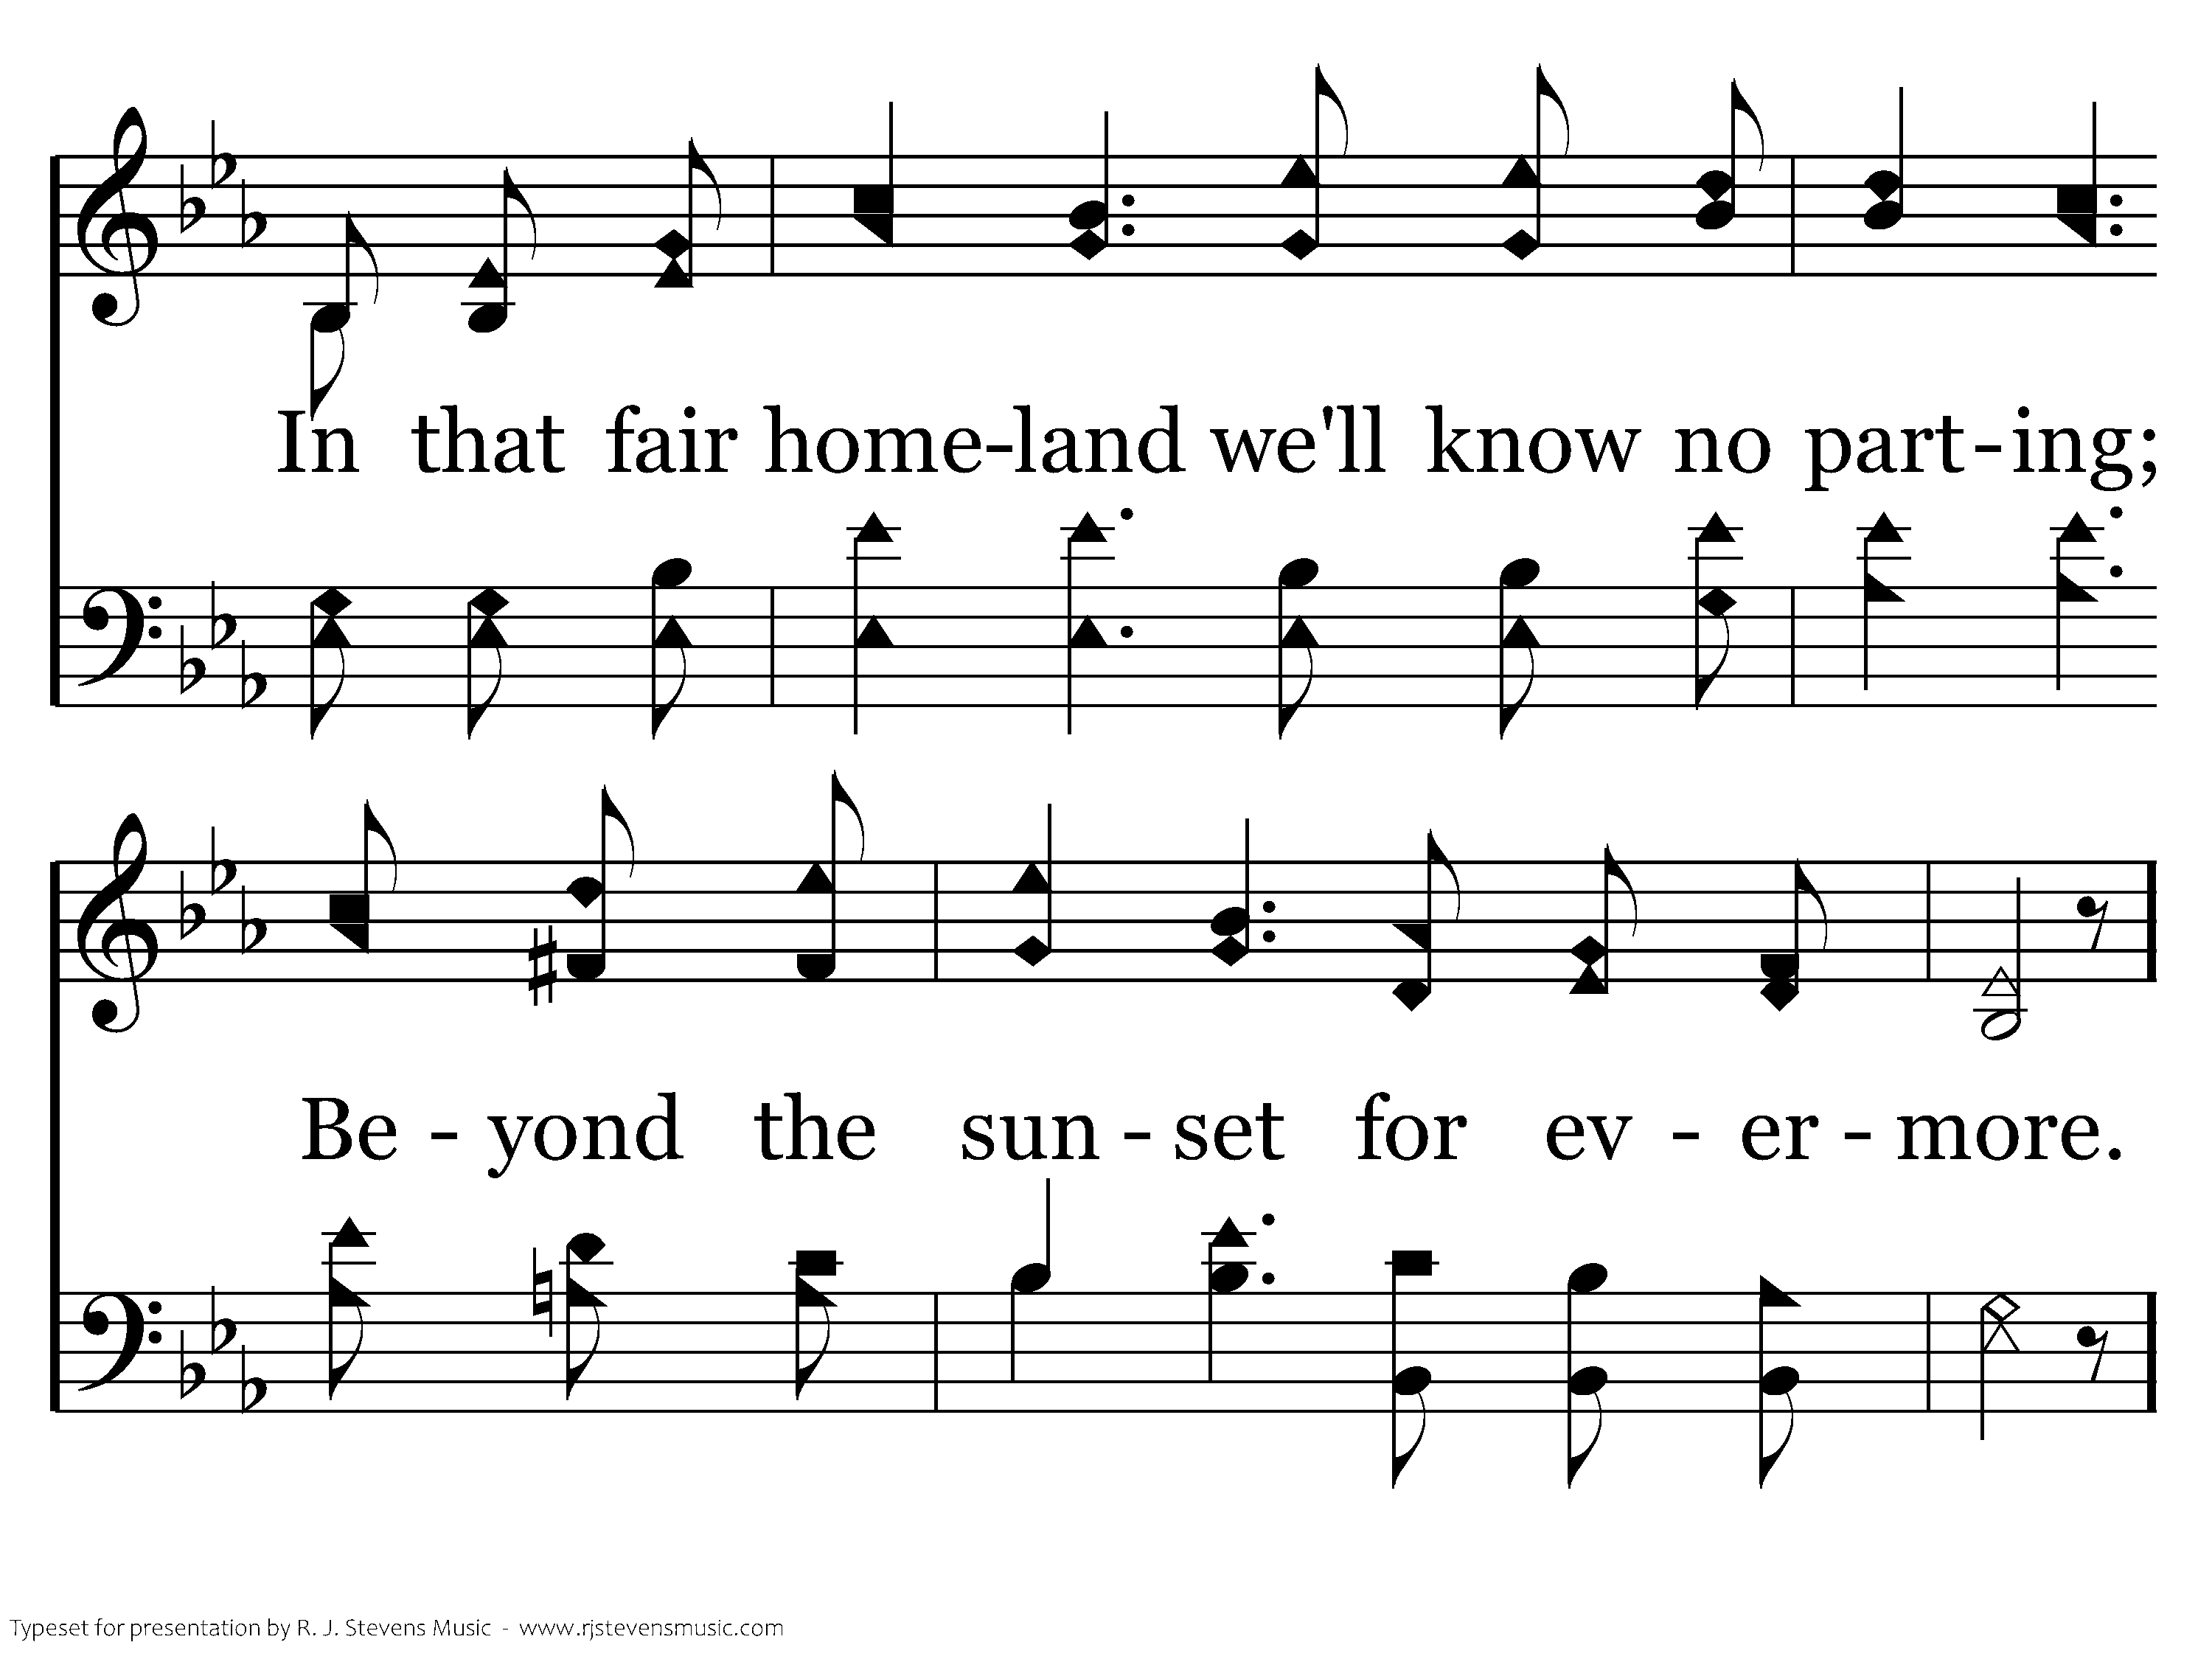 In that fair home-land we'll know no part-ing;
Be - yond the sun - set for ev - er - more.
Typeset for presentation by R. J. Stevens Music - www.rjstevensmusic.com